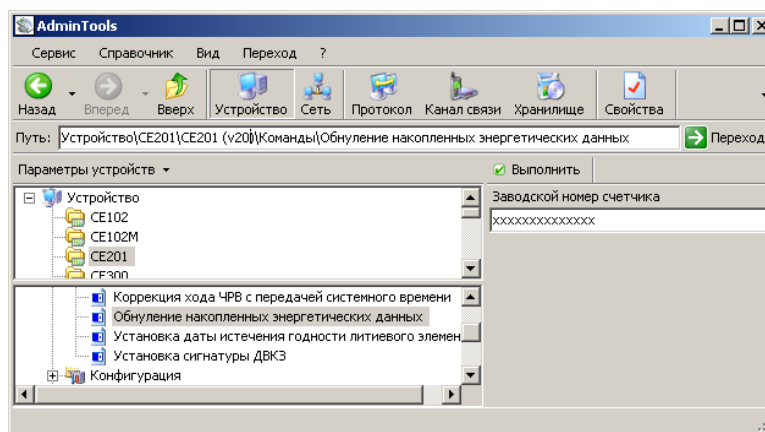 AdminTools
Сервис Справочник Вид Переход ?
Назад Вперед Вверх Устройство Сеть Протокол Канал связи Хранилище Свойства
Путь: Устройство\CE201\CE201 (v20)\Команды\Обнуление накопленных энергетических данных Переход
Параметры устройств
Выполнить
Устройство
CE102
CE102M
CE201
CE300
Коррекция хода ЧРВ с передачей системного времени
Обнуление накопленных энергетических данных
Установка даты истечения годности литиевого элемен
Установка сигнатуры ДВКЗ
Конфигурация
Заводской номер счетчика
xxxxxxxxxxxxxx